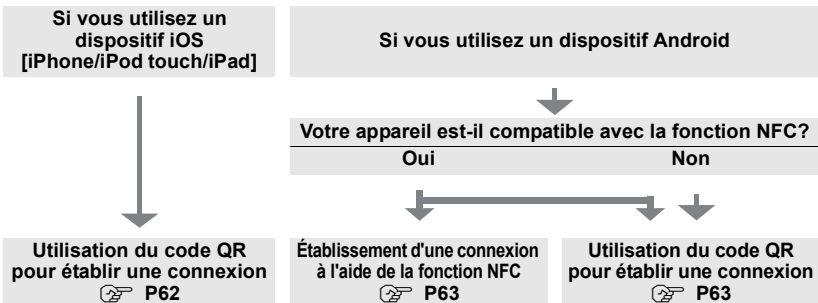 Si vous utilisez un
dispositif iOS
[iPhone/iPod touch/iPad]
Si vous utilisez un dispositif Android
Votre appareil est-il compatible avec la fonction NFC?
Oui
Non
Utilisation du code QR
pour établir une connexion
P62
Établissement d'une connexion
à l'aide de la fonction NFC
P63
Utilisation du code QR
pour établir une connexion
P63